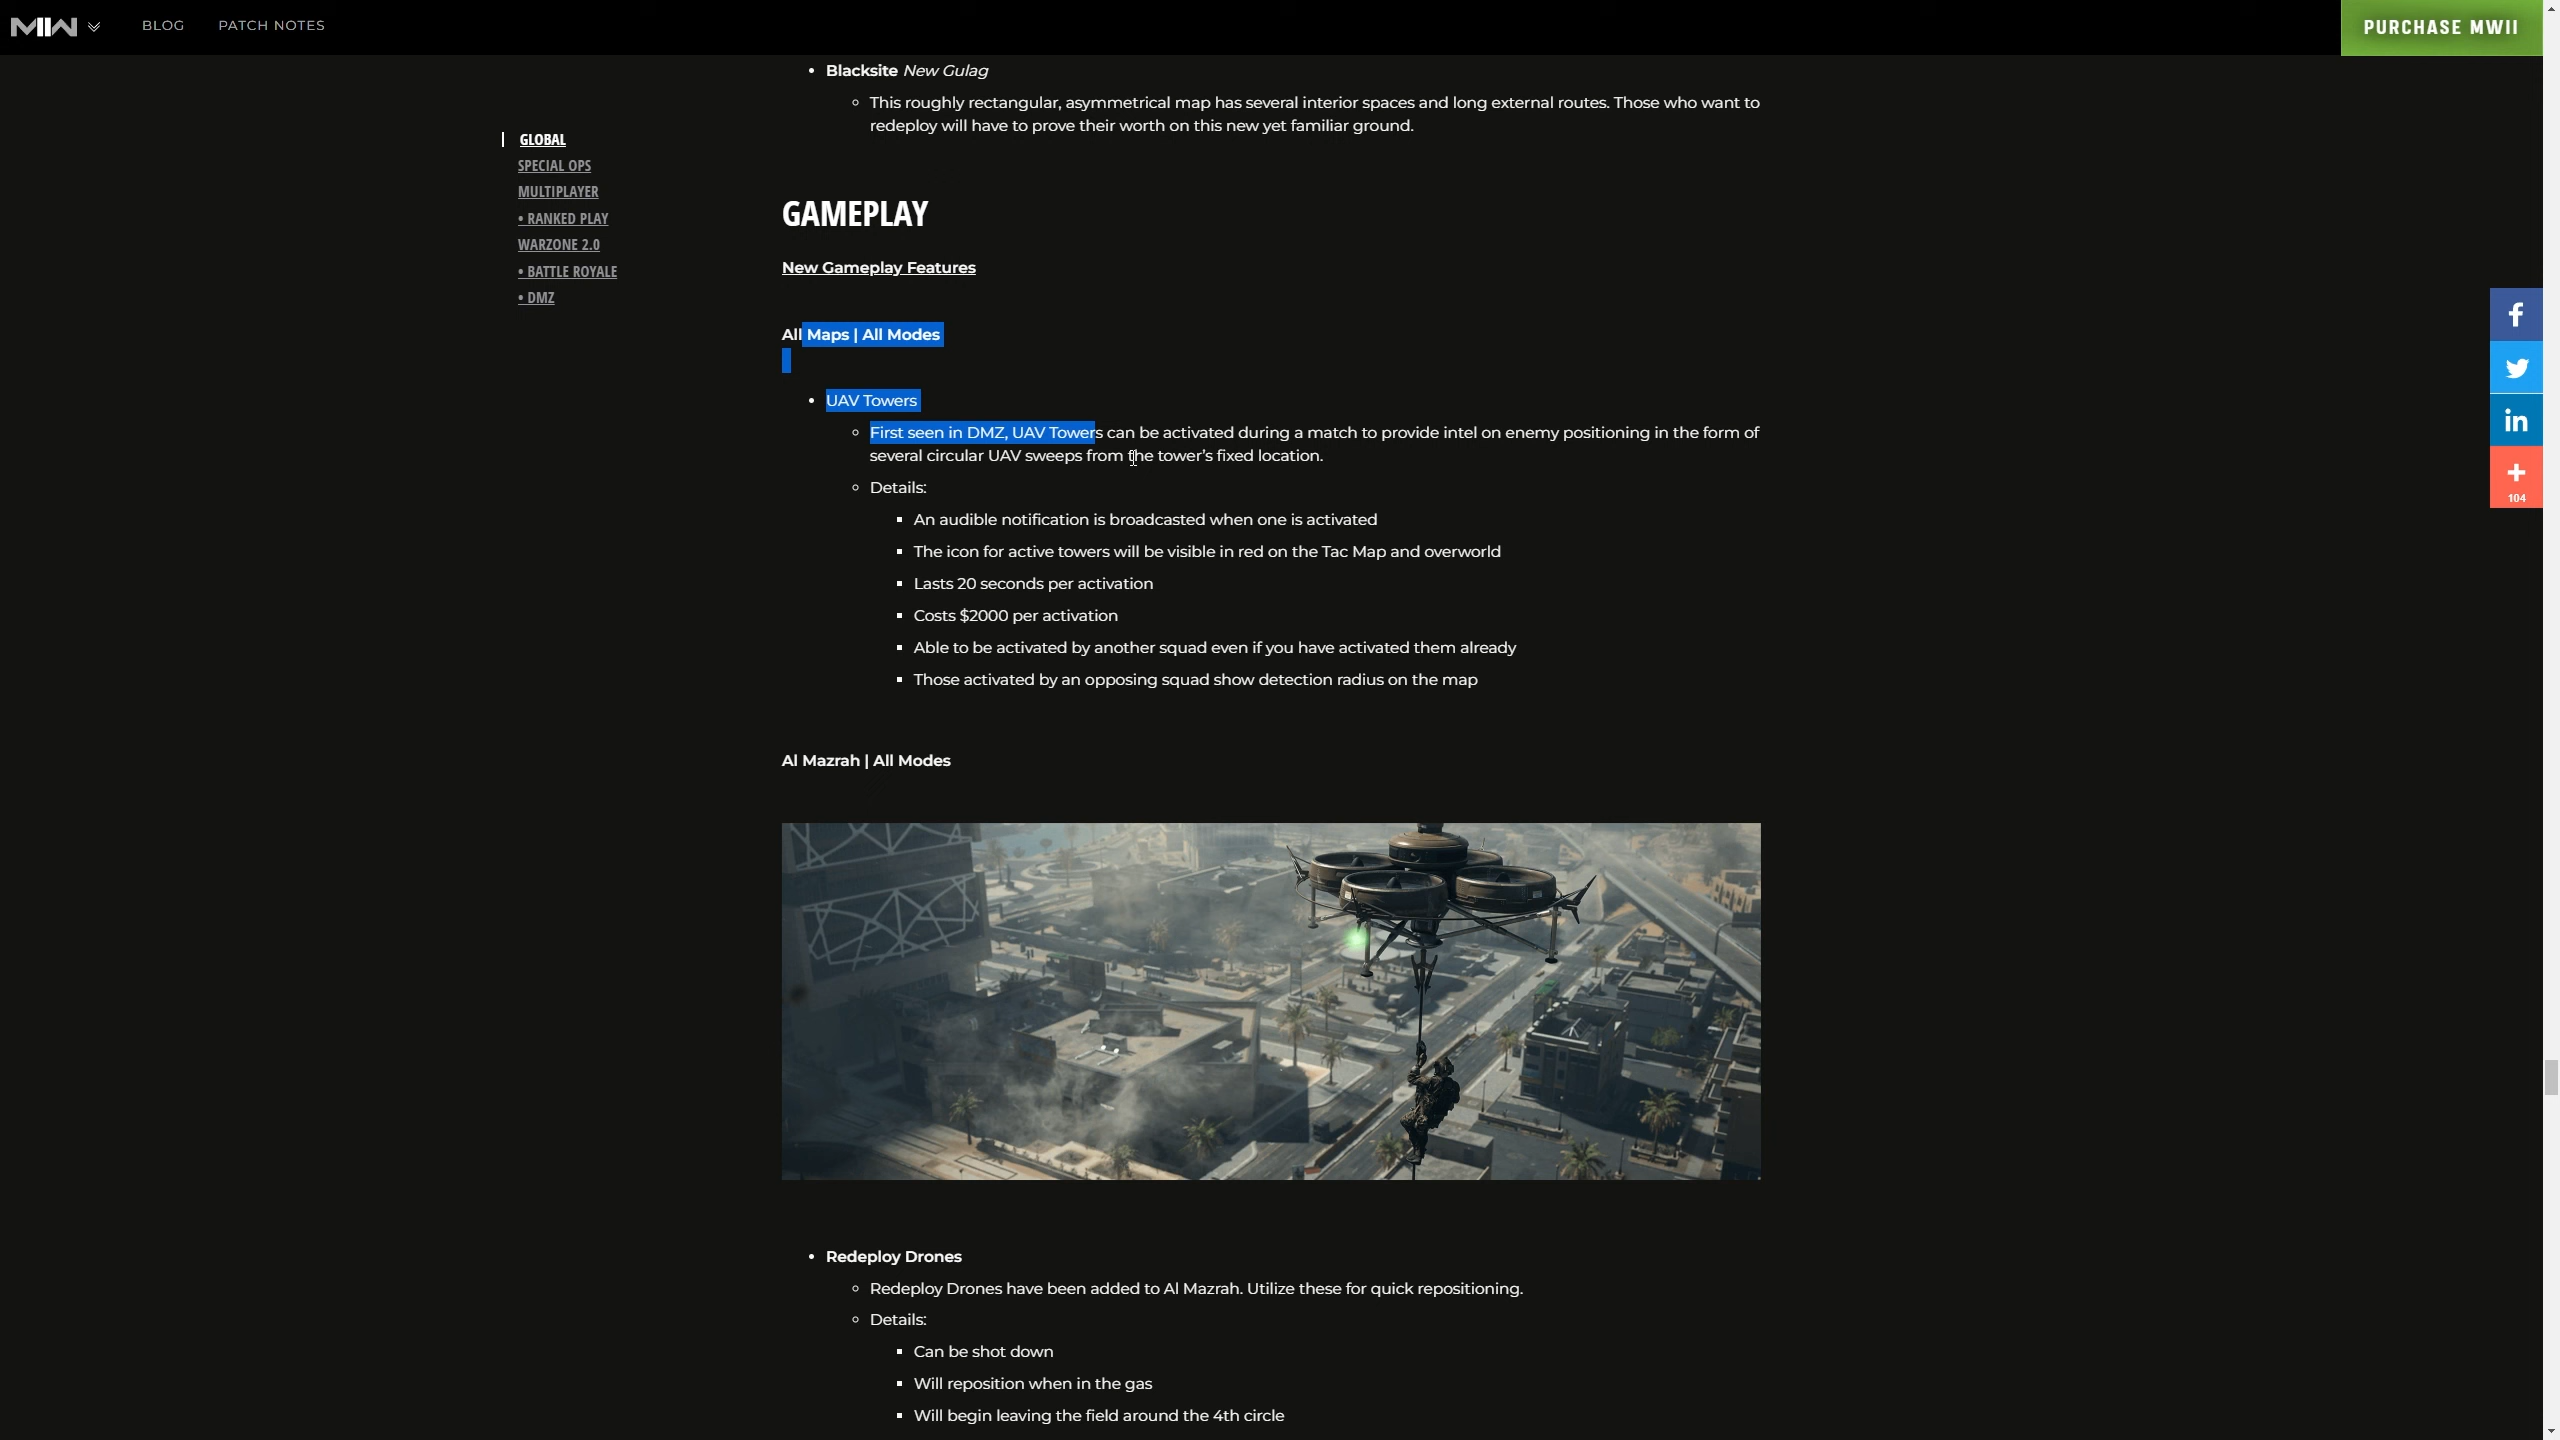 MWII
BLOG
PATCH NOTES
PURCHASE MWII
GLOBAL
SPECIAL OPS
MULTIPLAYER
• RANKED PLAY
WARZONE 2.0
• BATTLE ROYALE
• DMZ
• Blacksite New Gulag
This roughly rectangular, asymmetrical map has several interior spaces and long external routes. Those who want to
redeploy will have to prove their worth on this new yet familiar ground.
GAMEPLAY
New Gameplay Features
All Maps | All Modes
• UAV Towers
First seen in DMZ, UAV Towers can be activated during a match to provide intel on enemy positioning in the form of
several circular UAV sweeps from the tower’s fixed location.
Details:
An audible notification is broadcasted when one is activated
The icon for active towers will be visible in red on the Tac Map and overworld
Lasts 20 seconds per activation
Costs $2000 per activation
Able to be activated by another squad even if you have activated them already
Those activated by an opposing squad show detection radius on the map
Al Mazrah | All Modes
• Redeploy Drones
Redeploy Drones have been added to Al Mazrah. Utilize these for quick repositioning.
Details:
Can be shot down
Will reposition when in the gas
Will begin leaving the field around the 4th circle
104